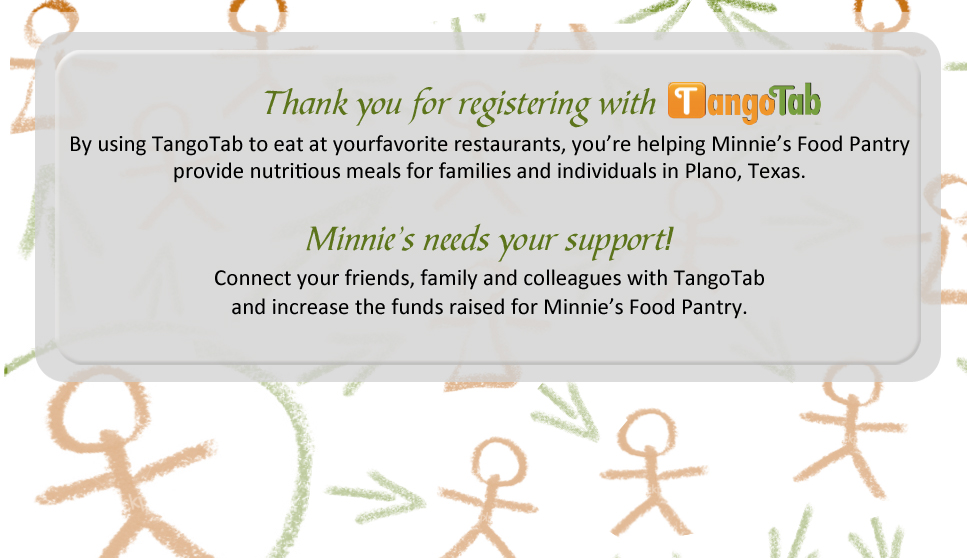 Thank you for registering with TangoTab
By using TangoTab to eat at yourfavorite restaurants, you're helping Minnie's Food Pantry
provide nutritious meals for families and individuals in Plano, Texas.
Minnie's needs your support!
Connect your friends, family and colleagues with TangoTab
and increase the funds raised for Minnie's Food Pantry.